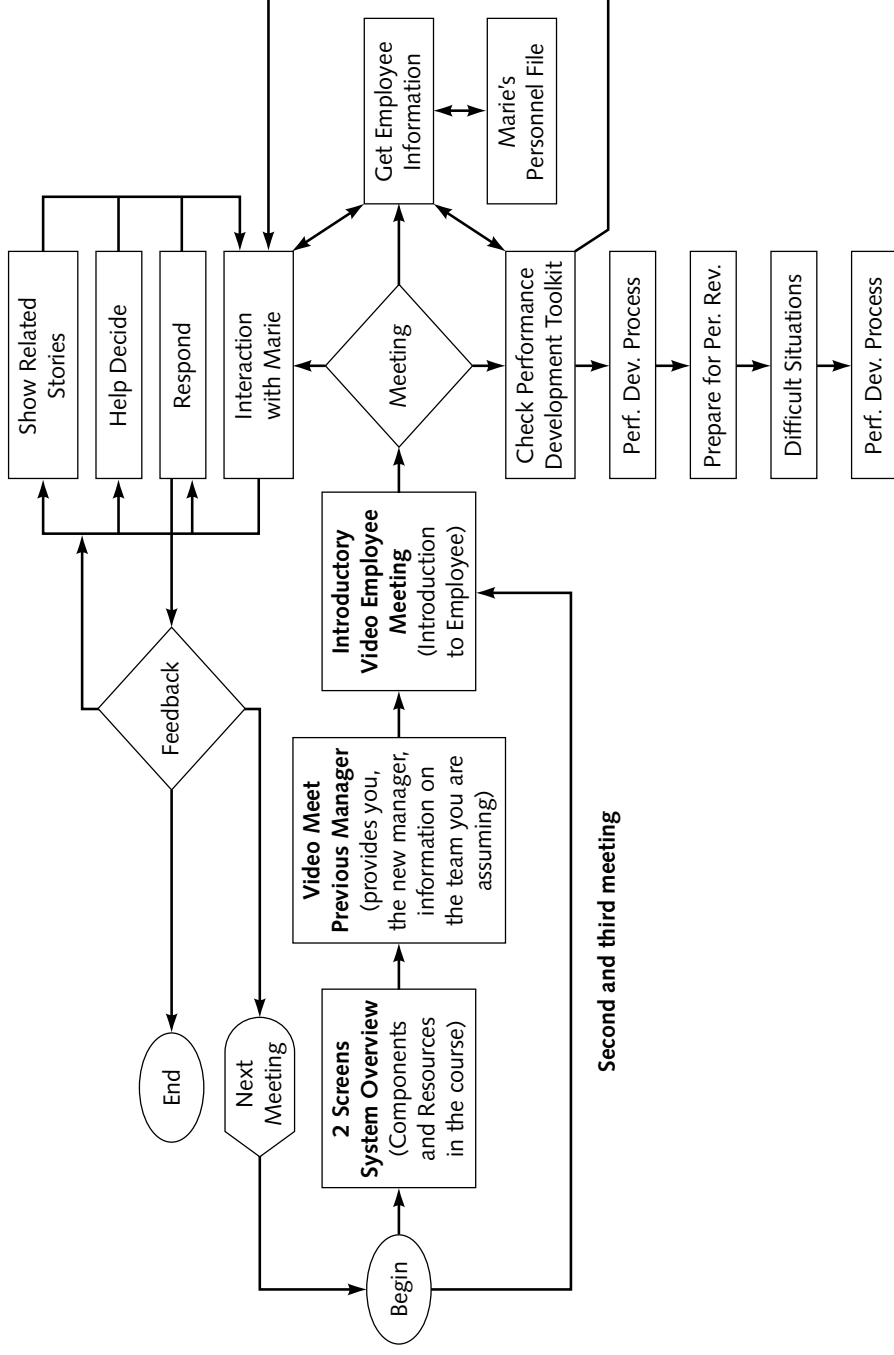 Show Related
Stories
Help Decide
Respond
Interaction
with Marie
Get Employee
Information
Marie's
Personnel File
Meeting
Check Performance
Development Toolkit
Perf. Dev. Process
Prepare for Per. Rev.
Difficult Situations
Perf. Dev. Process
Feedback
Introductory
Video Employee
Meeting
(Introduction
to Employee)
Video Meet
Previous Manager
(provides you,
the new manager,
information on
the team you are
assuming)
End
Next
Meeting
2 Screens
System Overview
(Components
and Resources
in the course)
Begin
Second and third meeting